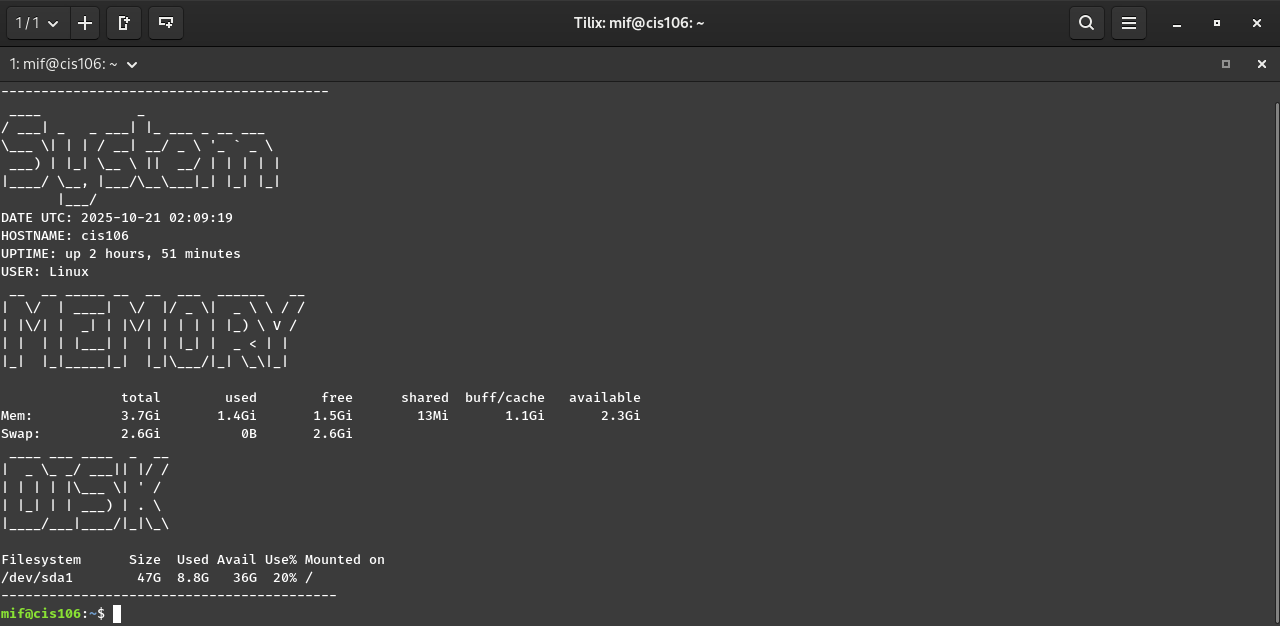 1 / 1
Tilix: mif@cis106: ~
1: mif@cis106: ~
-----------------------------------------
System
DATE UTC: 2025-10-21 02:09:19
HOSTNAME: cis106
UPTIME: up 2 hours, 51 minutes
USER: Linux
MEMORY
               total        used        free      shared  buff/cache   available
Mem:           3.7Gi       1.4Gi       1.5Gi        13Mi       1.1Gi       2.3Gi
Swap:          2.6Gi          0B       2.6Gi
DISK
Filesystem      Size  Used Avail Use% Mounted on
/dev/sda1        47G  8.8G   36G  20% /
------------------------------------------
mif@cis106:~$